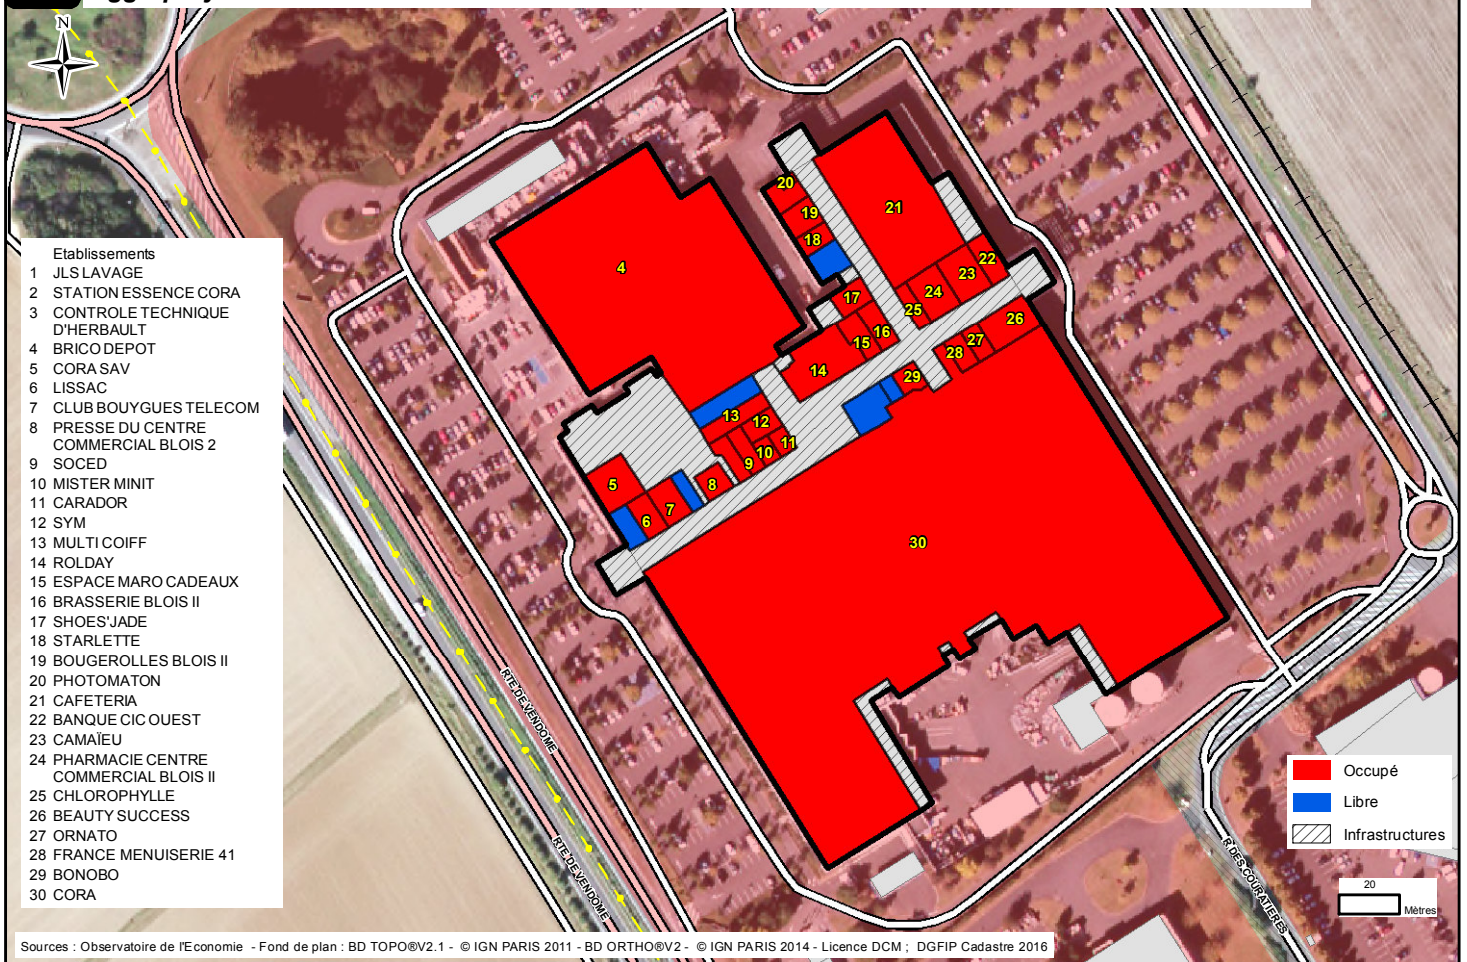 N
Etablissements
1 JLS LAVAGE
2 STATION ESSENCE CORA
3 CONTROLE TECHNIQUE
D'HERBAULT
4 BRICO DEPOT
5 CORA SAV
6 LISSAC
7 CLUB BOUYGUES TELECOM
8 PRESSE DU CENTRE
COMMERCIAL BLOIS 2
9 SOCED
10 MISTER MINIT
11 CARADOR
12 SYM
13 MULTI COIFF
14 ROLDAY
15 ESPACE MARO CADEAUX
16 BRASSERIE BLOIS II
17 SHOES'JADE
18 STARLETTE
19 BOUGEROLLES BLOIS II
20 PHOTOMATON
21 CAFETERIA
22 BANQUE CIC OUEST
23 CAMAÏEU
24 PHARMACIE CENTRE
COMMERCIAL BLOIS II
25 CHLOROPHYLLE
26 BEAUTY SUCCESS
27 ORNATO
28 FRANCE MENUISERIE 41
29 BONOBO
30 CORA
20
19
18
21
22
23
24
25
4
17
16
15
14
26
27
28
29
13
12
11
10
9
8
7
6
5
30
RTE DE VENDOME
RTE DE VENDOME
R DES COURATIERES
Occupé
Libre
Infrastructures
20
Mètres
Sources : Observatoire de l'Economie - Fond de plan : BD TOPO®V2.1 - © IGN PARIS 2011 - BD ORTHO®V2 - © IGN PARIS 2014 - Licence DCM ; DGFIP Cadastre 2016